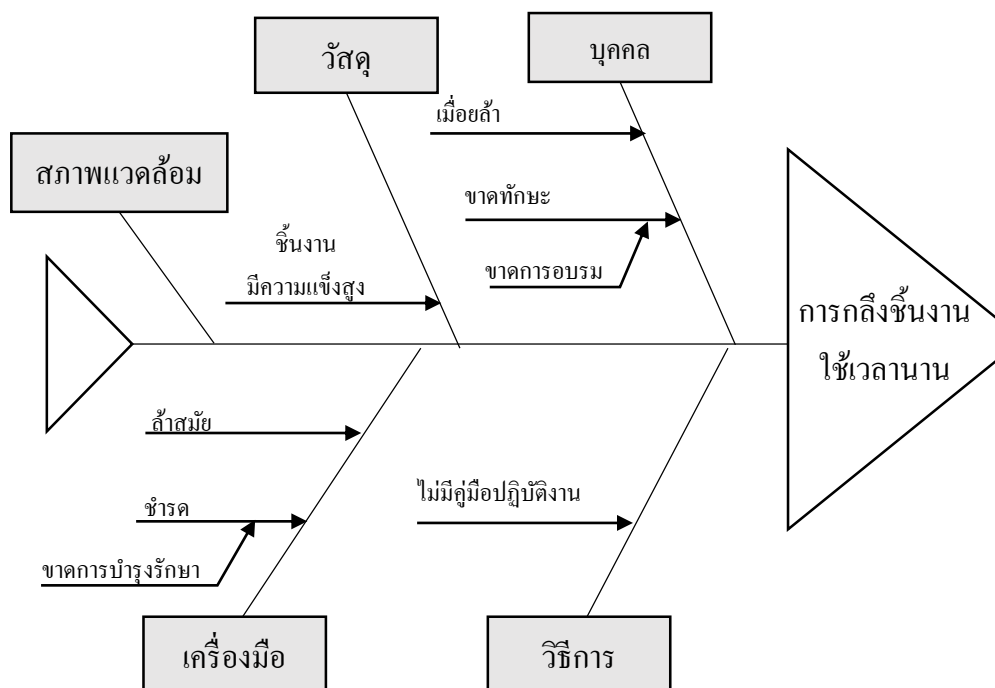 วัสดุ
บุคคล
เมื่อยล้า
สภาพแวดล้อม
ขาดทักษะ
ชิ้นงาน
มีความแข็งสูง
ขาดการอบรม
การกลึงชิ้นงาน
ใช้เวลานาน
ล้าสมัย
ชำรุด
ไม่มีคู่มือปฏิบัติงาน
ขาดการบำรุงรักษา
เครื่องมือ
วิธีการ